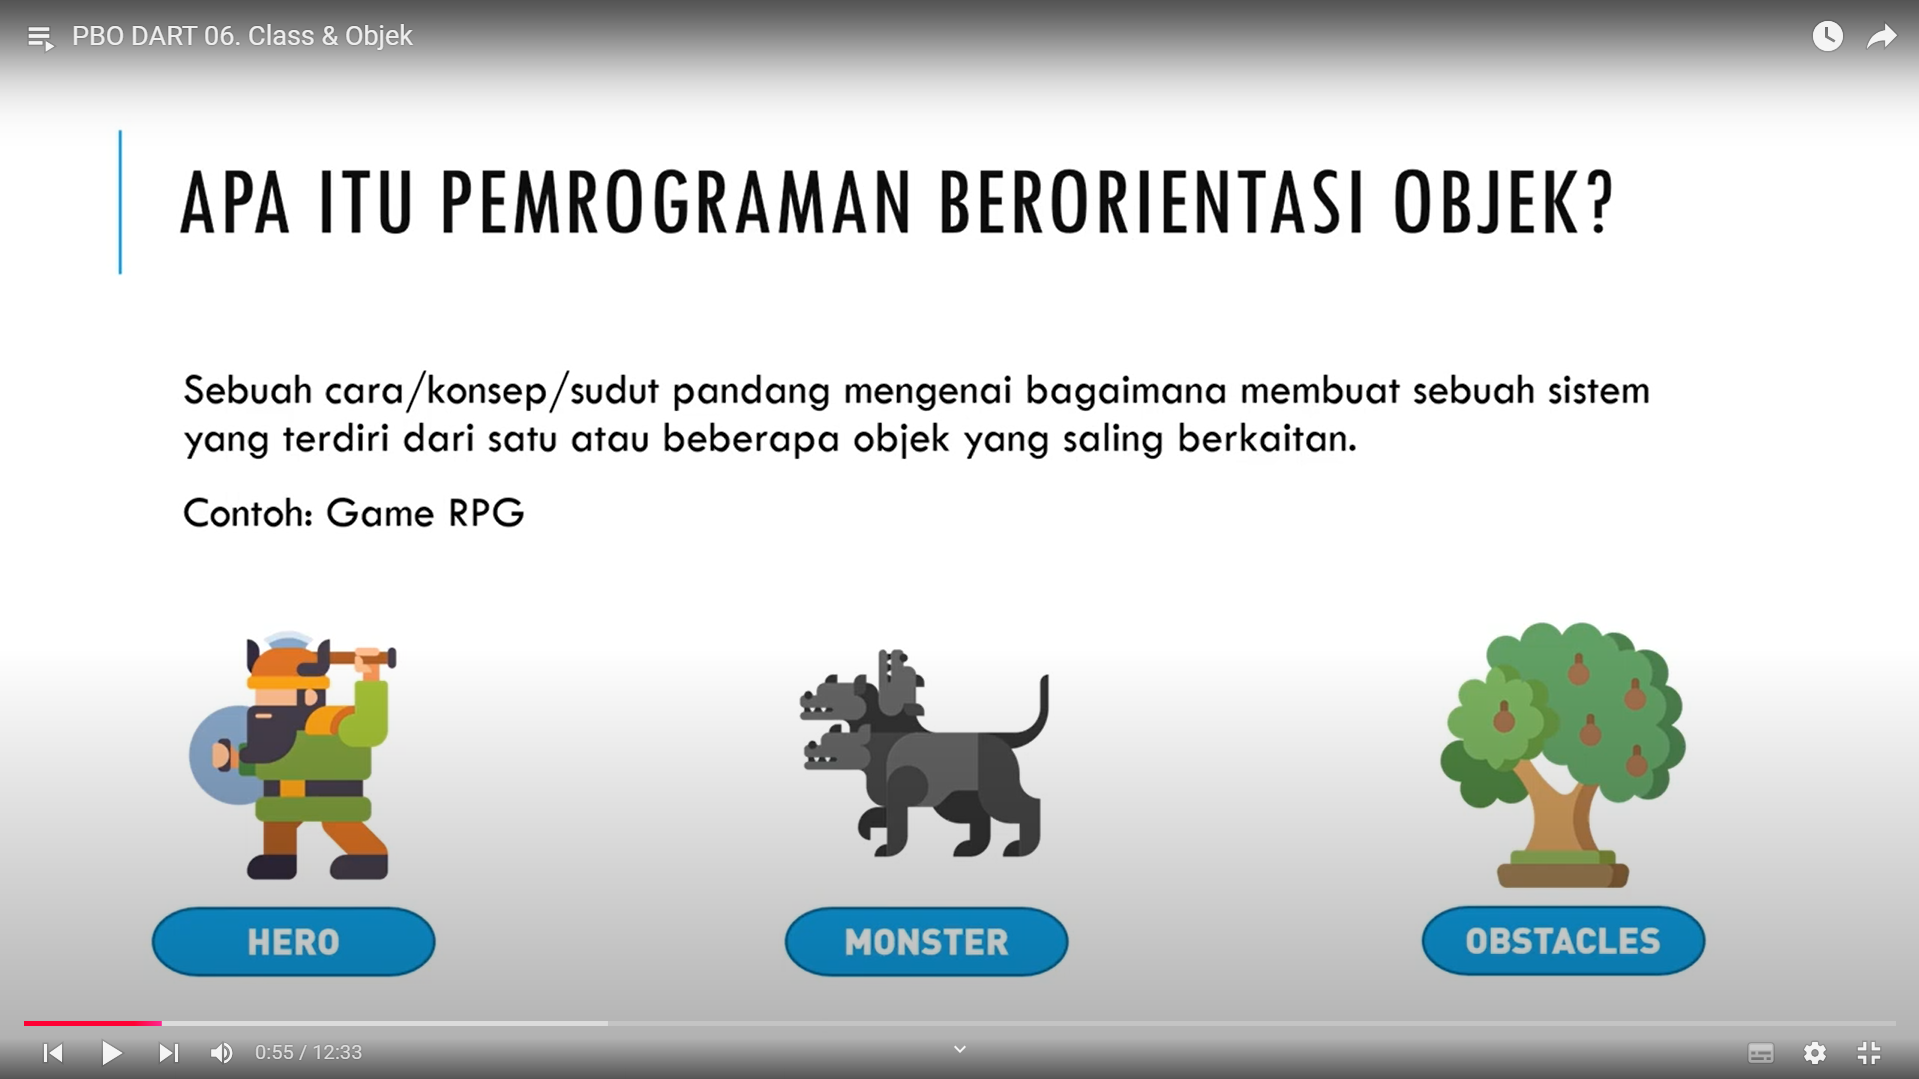 PBO DART 06. Class & Objek
APA ITU PEMROGRAMAN BERORIENTASI OBJEK?
Sebuah cara/konsep/sudut pandang mengenai bagaimana membuat sebuah sistem
yang terdiri dari satu atau beberapa objek yang saling berkaitan.
Contoh: Game RPG
HERO
MONSTER
OBSTACLES
0:55 / 12:33